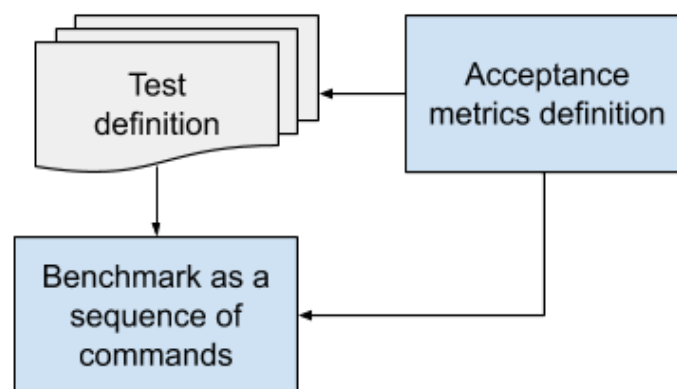 Test
definition
Acceptance
metrics definition
Benchmark as a
sequence of
commands